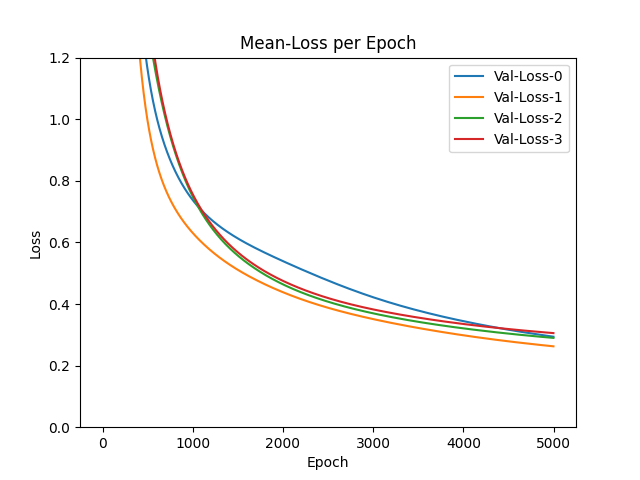 Mean-Loss per Epoch
1.2
1.0
0.8
0.6
0.4
0.2
0.0
Loss
Val-Loss-0
Val-Loss-1
Val-Loss-2
Val-Loss-3
0 1000 2000 3000 4000 5000
Epoch